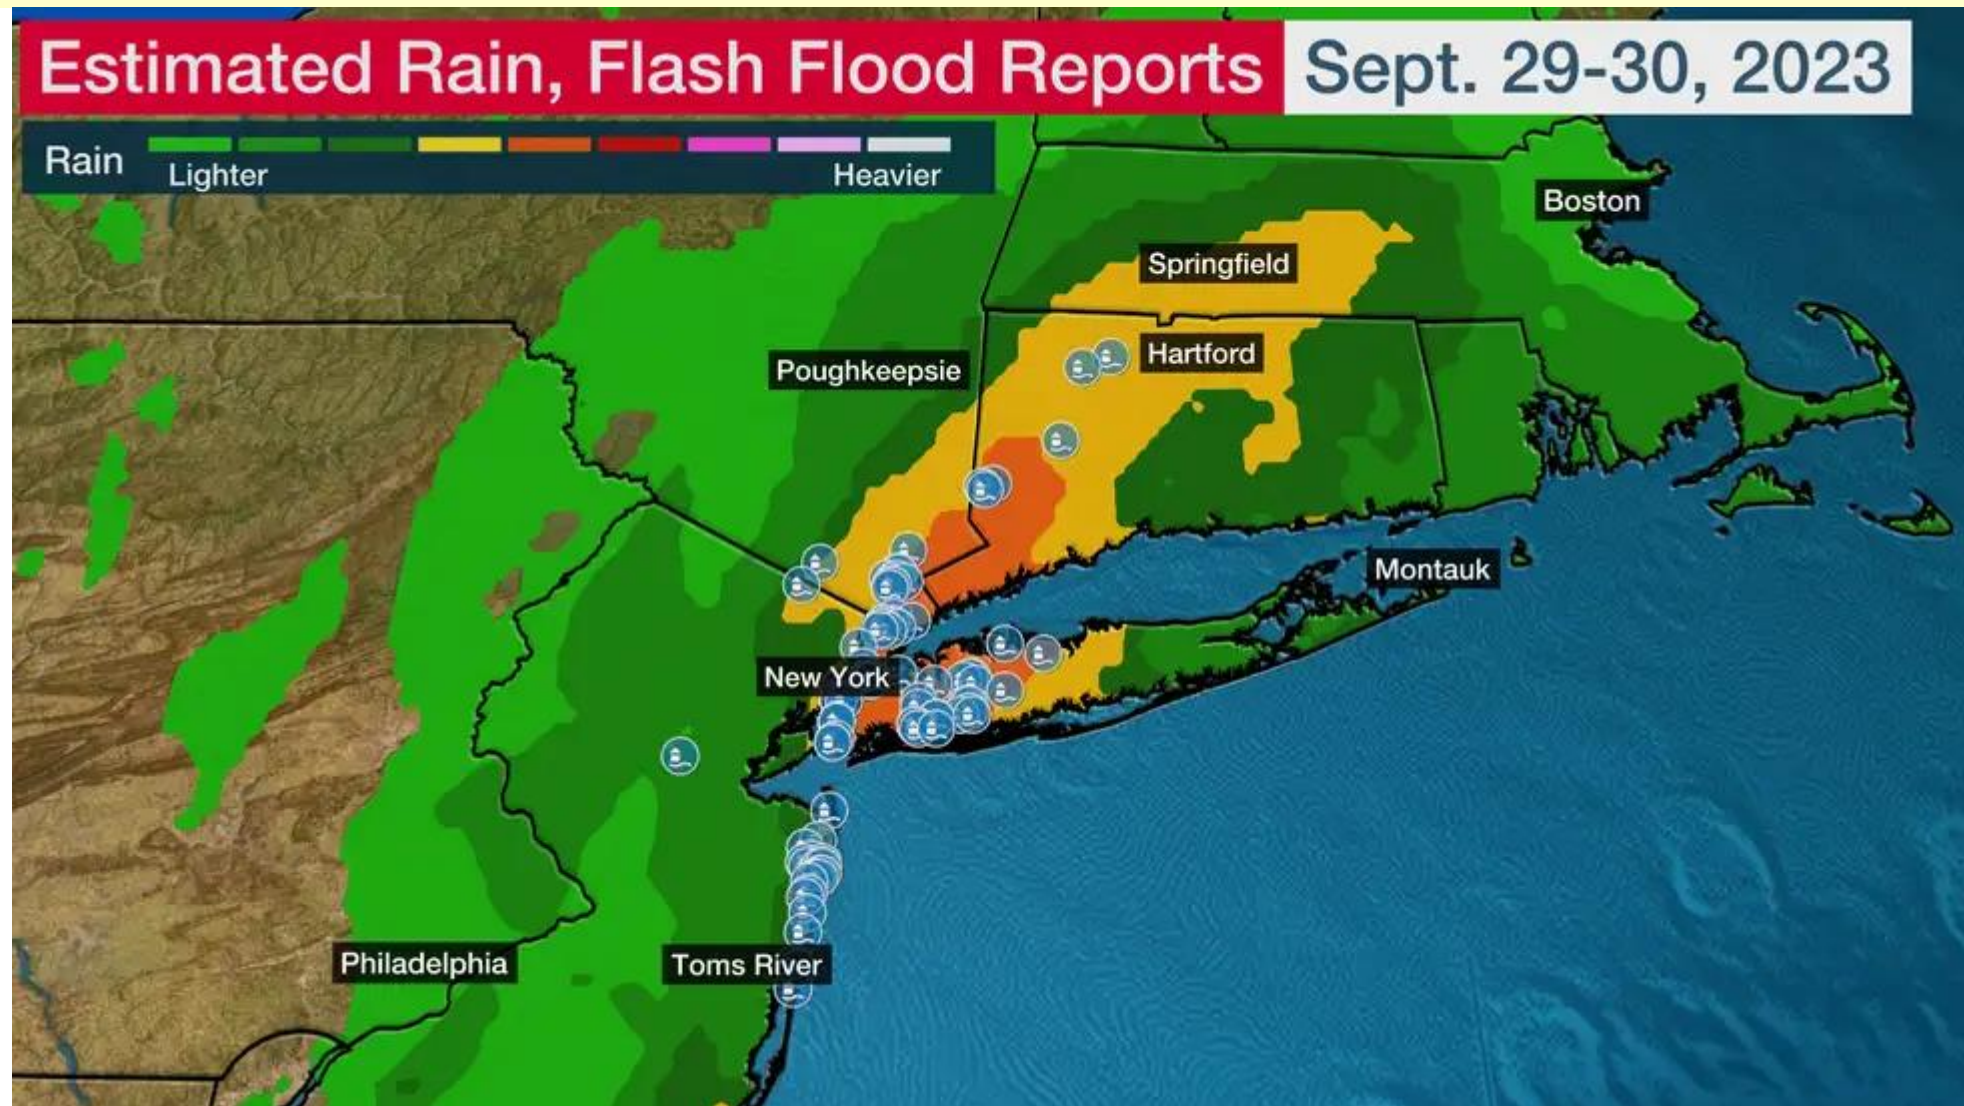 Estimated Rain, Flash Flood Reports Sept. 29-30, 2023
Rain
Lighter Heavier
Boston
Springfield
Hartford
Poughkeepsie
Montauk
New York
Philadelphia
Toms River